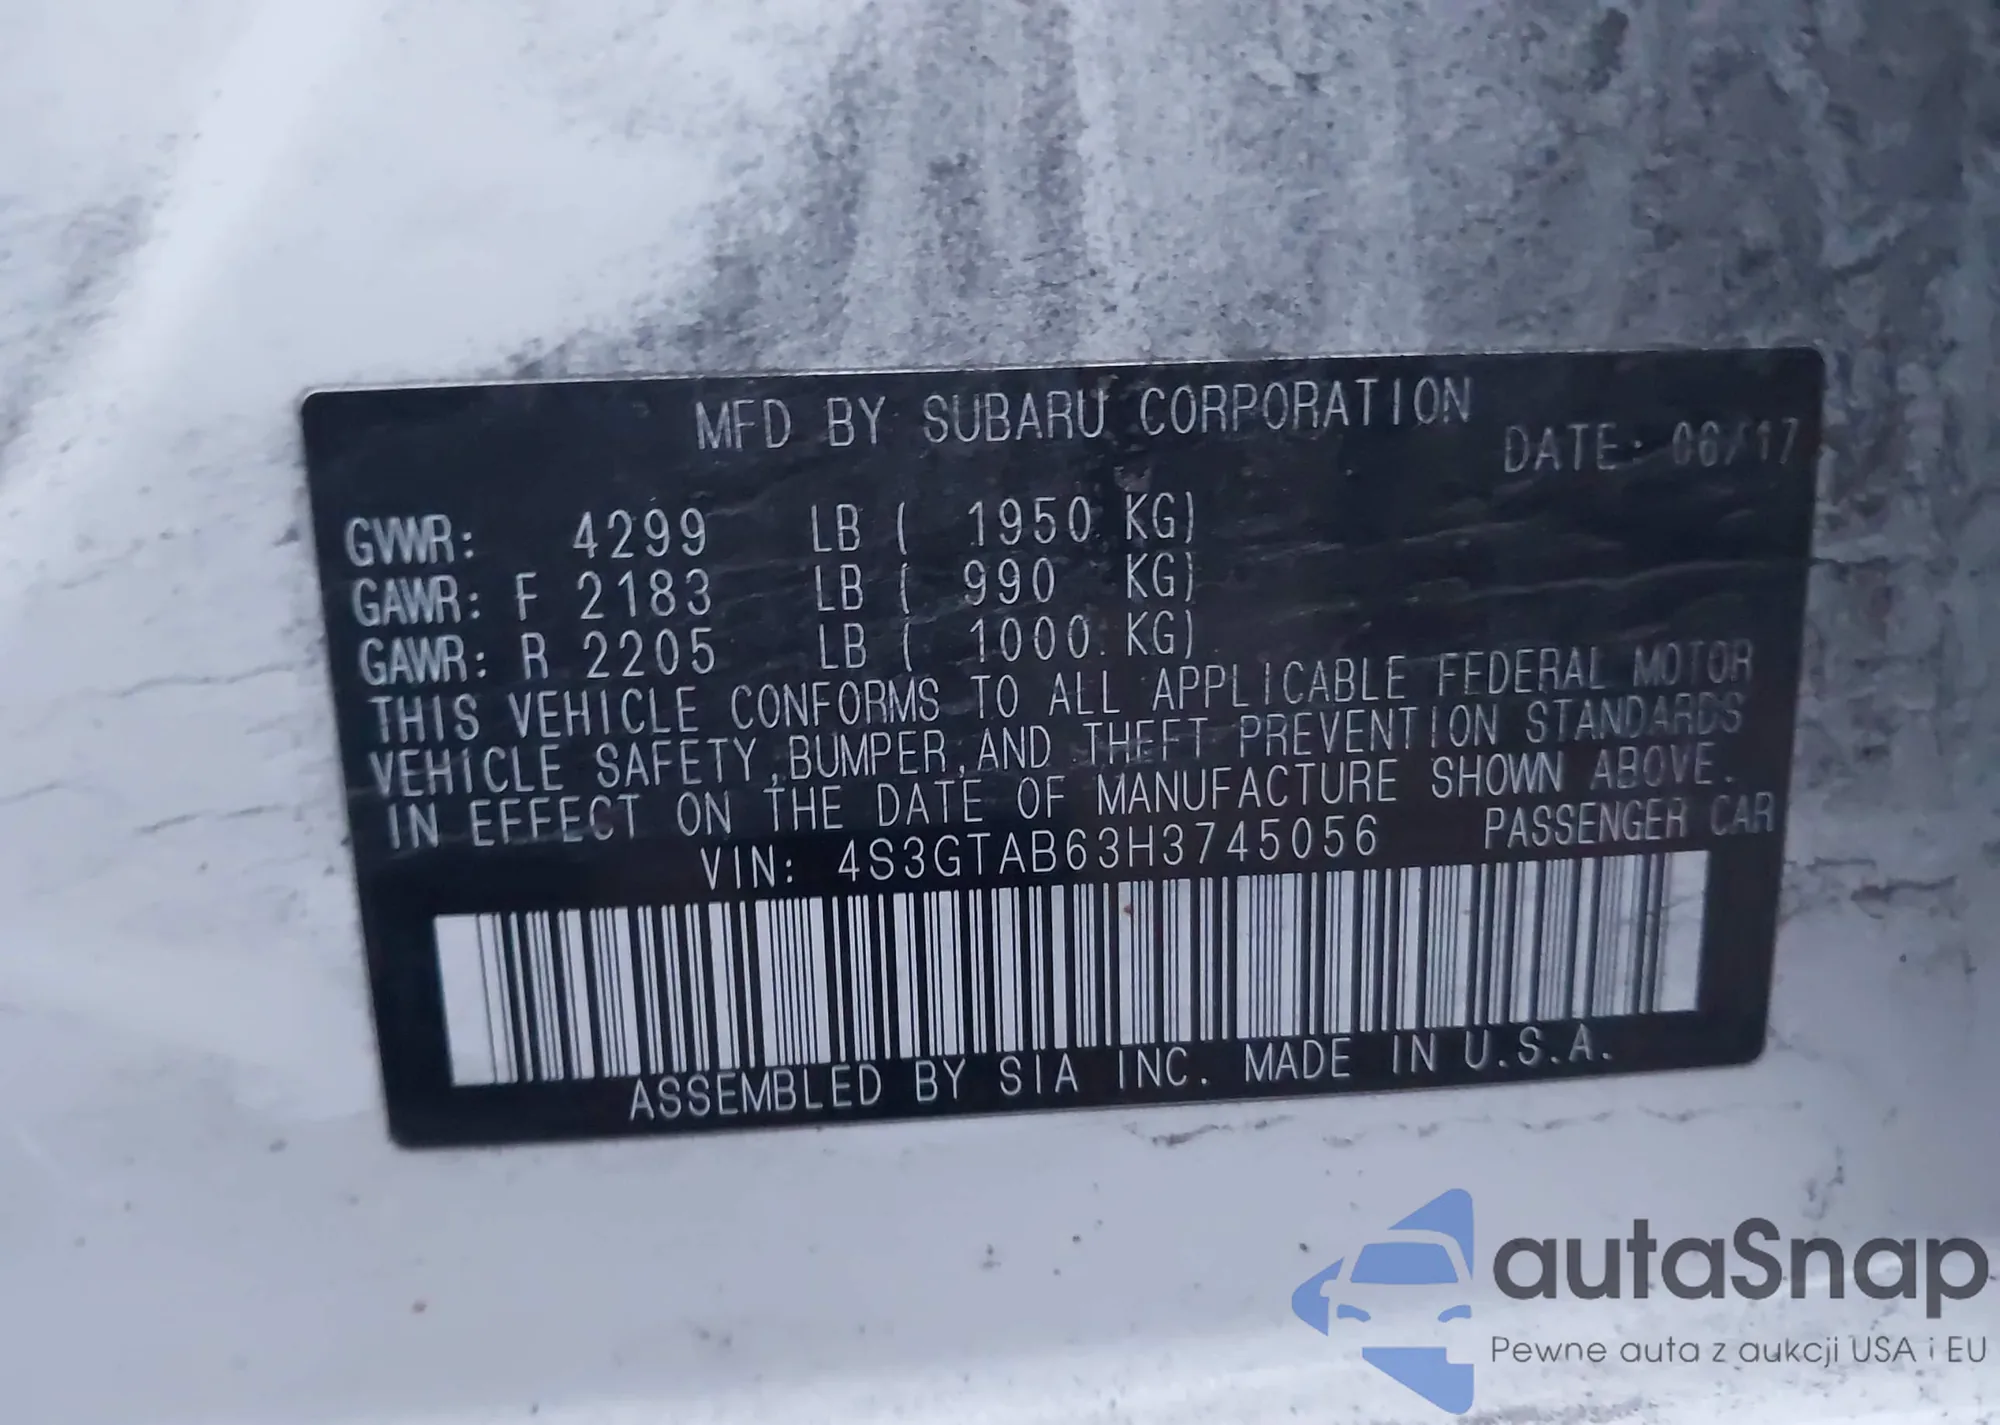 MFD BY SUBARU CORPORATION
DATE: 06/17
GVWR: 4299 LB ( 1950 KG)
GAWR: F 2183 LB ( 990 KG)
GAWR: R 2205 LB ( 1000 KG)
THIS VEHICLE CONFORMS TO ALL APPLICABLE FEDERAL MOTOR
VEHICLE SAFETY, BUMPER, AND THEFT PREVENTION STANDARDS
IN EFFECT ON THE DATE OF MANUFACTURE SHOWN ABOVE.
VIN: 4S3GTAB63H3745056 PASSENGER CAR
ASSEMBLED BY SIA INC. MADE IN U.S.A.
autaSnap
Pewne auta z aukcji USA i EU